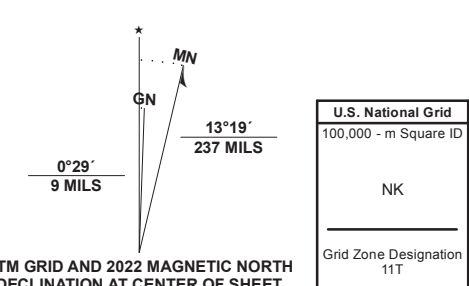 ★
MN
GN
13°19´
237 MILS
0°29´
9 MILS
TM GRID AND 2022 MAGNETIC NORTH
DECLINATION AT CENTER OF SHEET
U.S. National Grid
100,000 - m Square ID
NK
Grid Zone Designation
11T